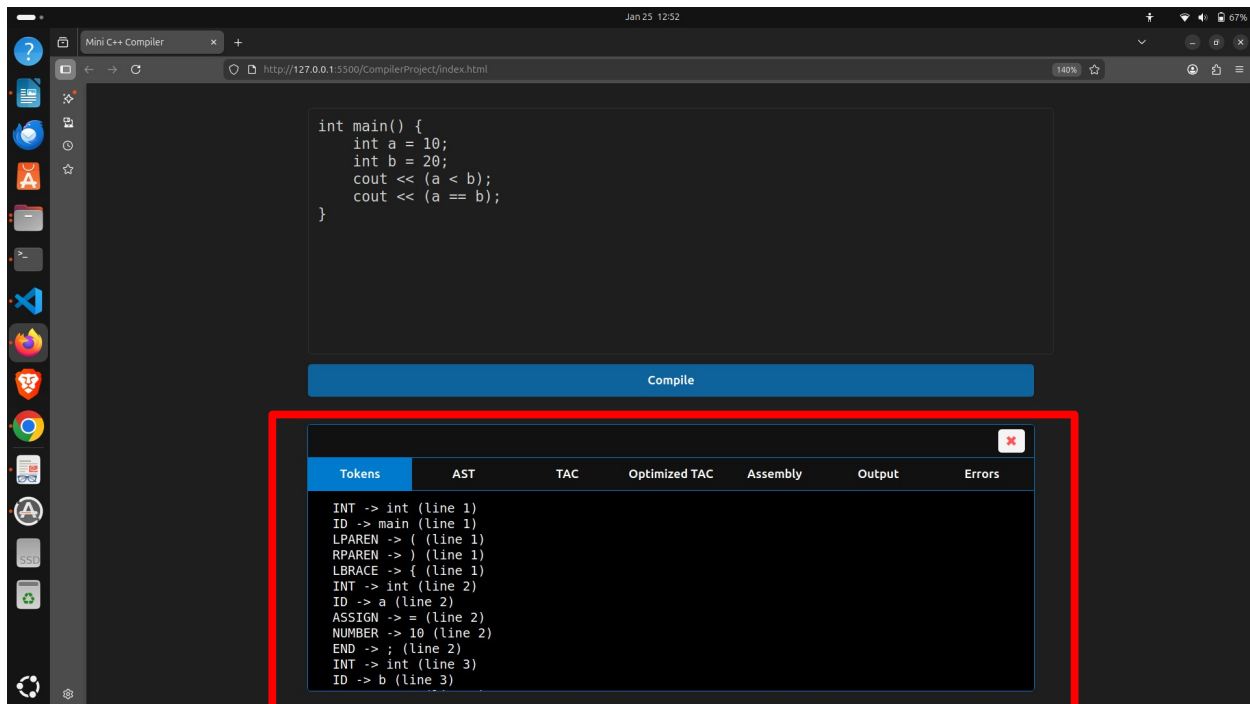 Jan 25 12:52
67%
Mini C++ Compiler
http://127.0.0.1:5500/CompilerProject/index.html
140%
int main() {
    int a = 10;
    int b = 20;
    cout << (a < b);
    cout << (a == b);
}
Compile
Tokens AST TAC Optimized TAC Assembly Output Errors
INT -> int (line 1)
ID -> main (line 1)
LPAREN -> ( (line 1)
RPAREN -> ) (line 1)
LBRACE -> { (line 1)
INT -> int (line 2)
ID -> a (line 2)
ASSIGN -> = (line 2)
NUMBER -> 10 (line 2)
END -> ; (line 2)
INT -> int (line 3)
ID -> b (line 3)
SSD